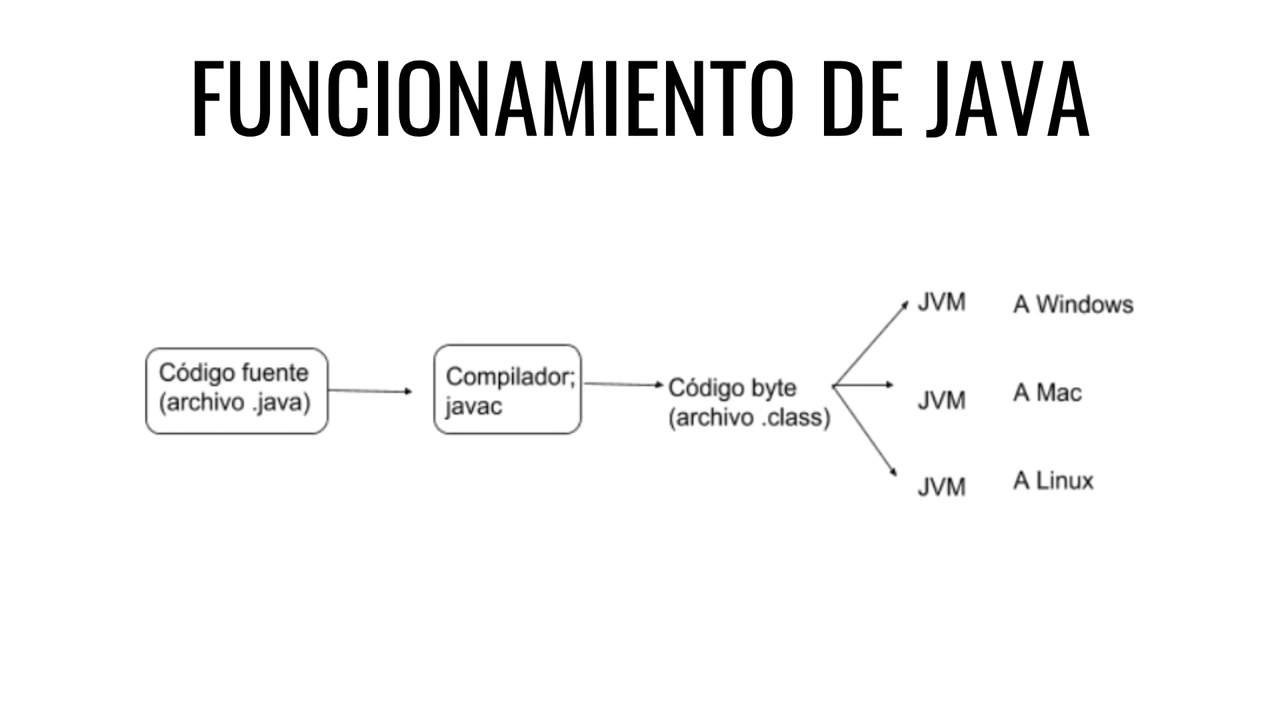 FUNCIONAMIENTO DE JAVA
Código fuente
(archivo .java)
Compilador;
javac
Código byte
(archivo .class)
JVM A Windows
JVM A Mac
JVM A Linux